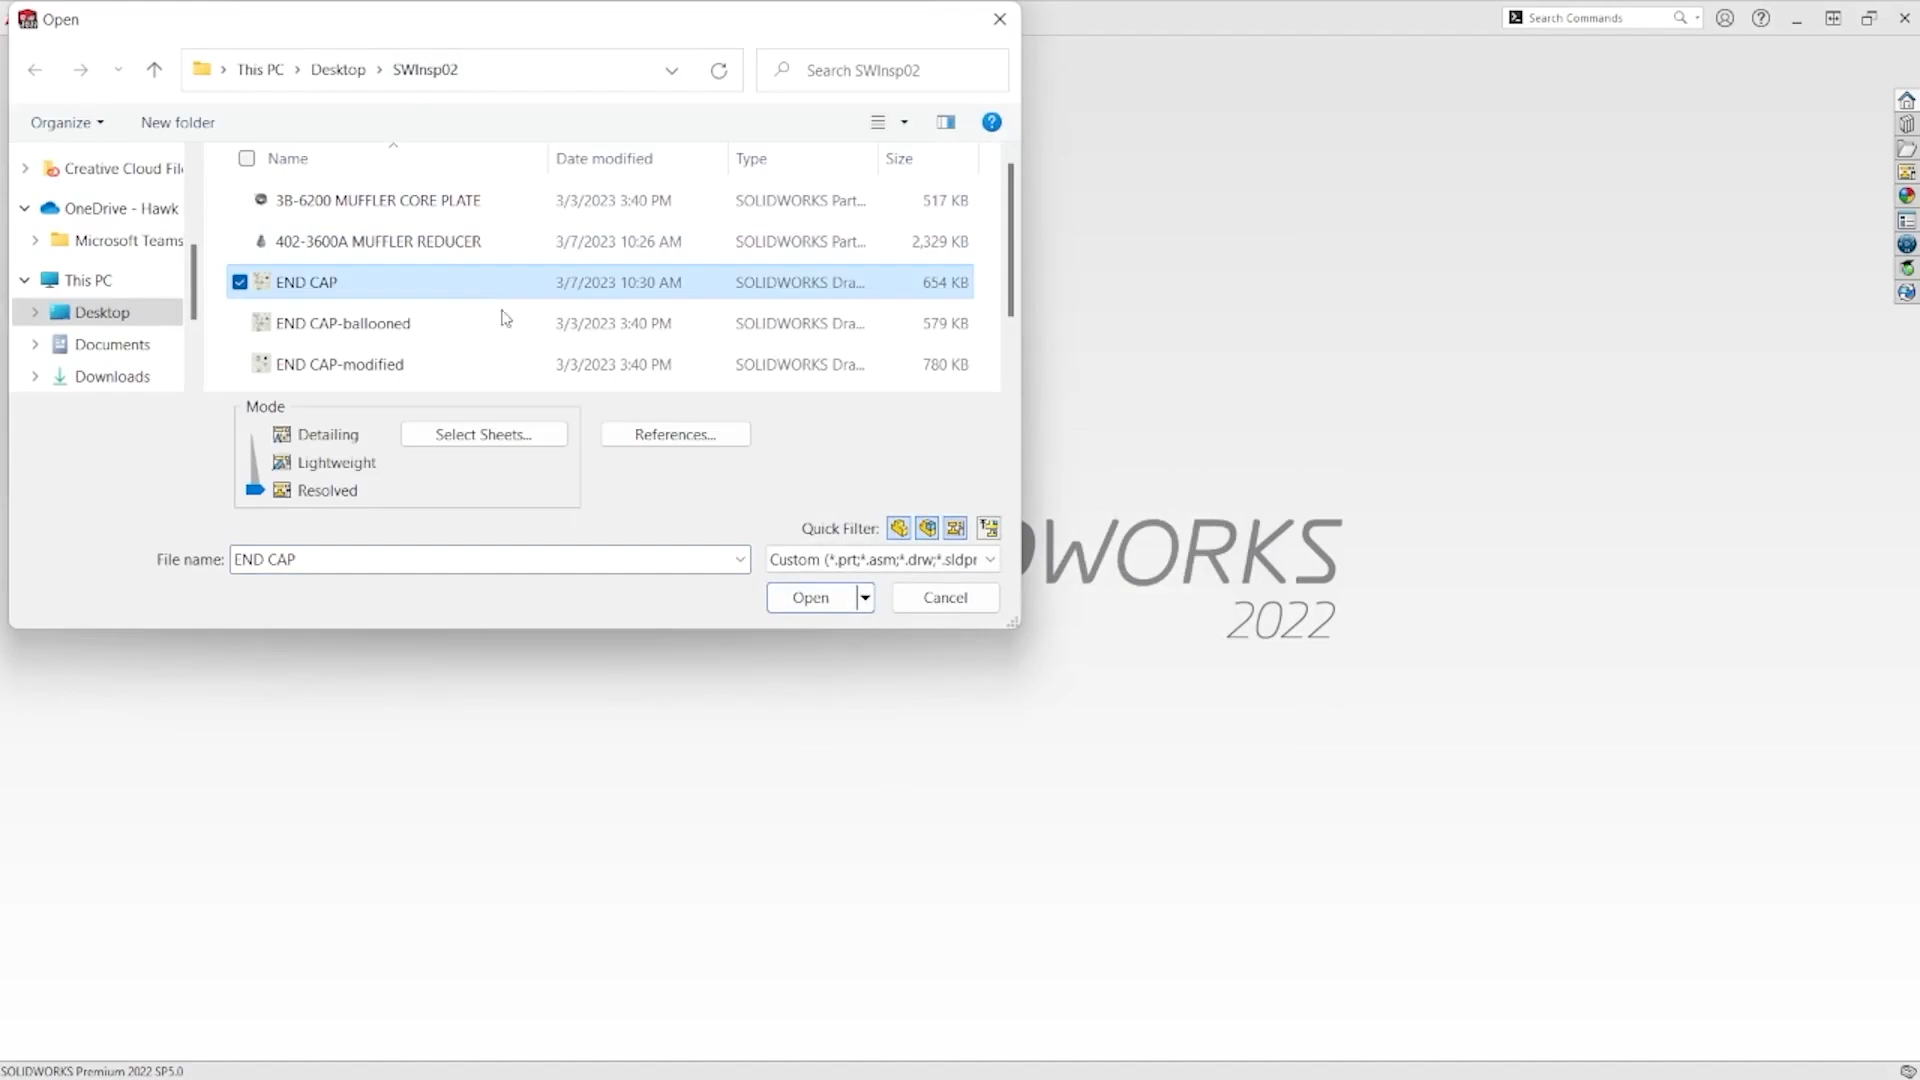 Open
Search Commands
This PC > Desktop > SWInsp02
Search SWInsp02
Organize
New folder
Name
Date modified
Type
Size
Creative Cloud Fil
OneDrive - Hawk
Microsoft Teams
This PC
Desktop
Documents
Downloads
3B-6200 MUFFLER CORE PLATE 3/3/2023 3:40 PM SOLIDWORKS Part... 517 KB
402-3600A MUFFLER REDUCER 3/7/2023 10:26 AM SOLIDWORKS Part... 2,329 KB
END CAP 3/7/2023 10:30 AM SOLIDWORKS Dra... 654 KB
END CAP-ballooned 3/3/2023 3:40 PM SOLIDWORKS Dra... 579 KB
END CAP-modified 3/3/2023 3:40 PM SOLIDWORKS Dra... 780 KB
Mode
Detailing
Select Sheets...
References...
Lightweight
Resolved
Quick Filter:
File name: END CAP
Custom (*.prt;*.asm;*.drw;*.sldpr
Open
Cancel
DWORKS
2022
SOLIDWORKS Premium 2022 SP5.0